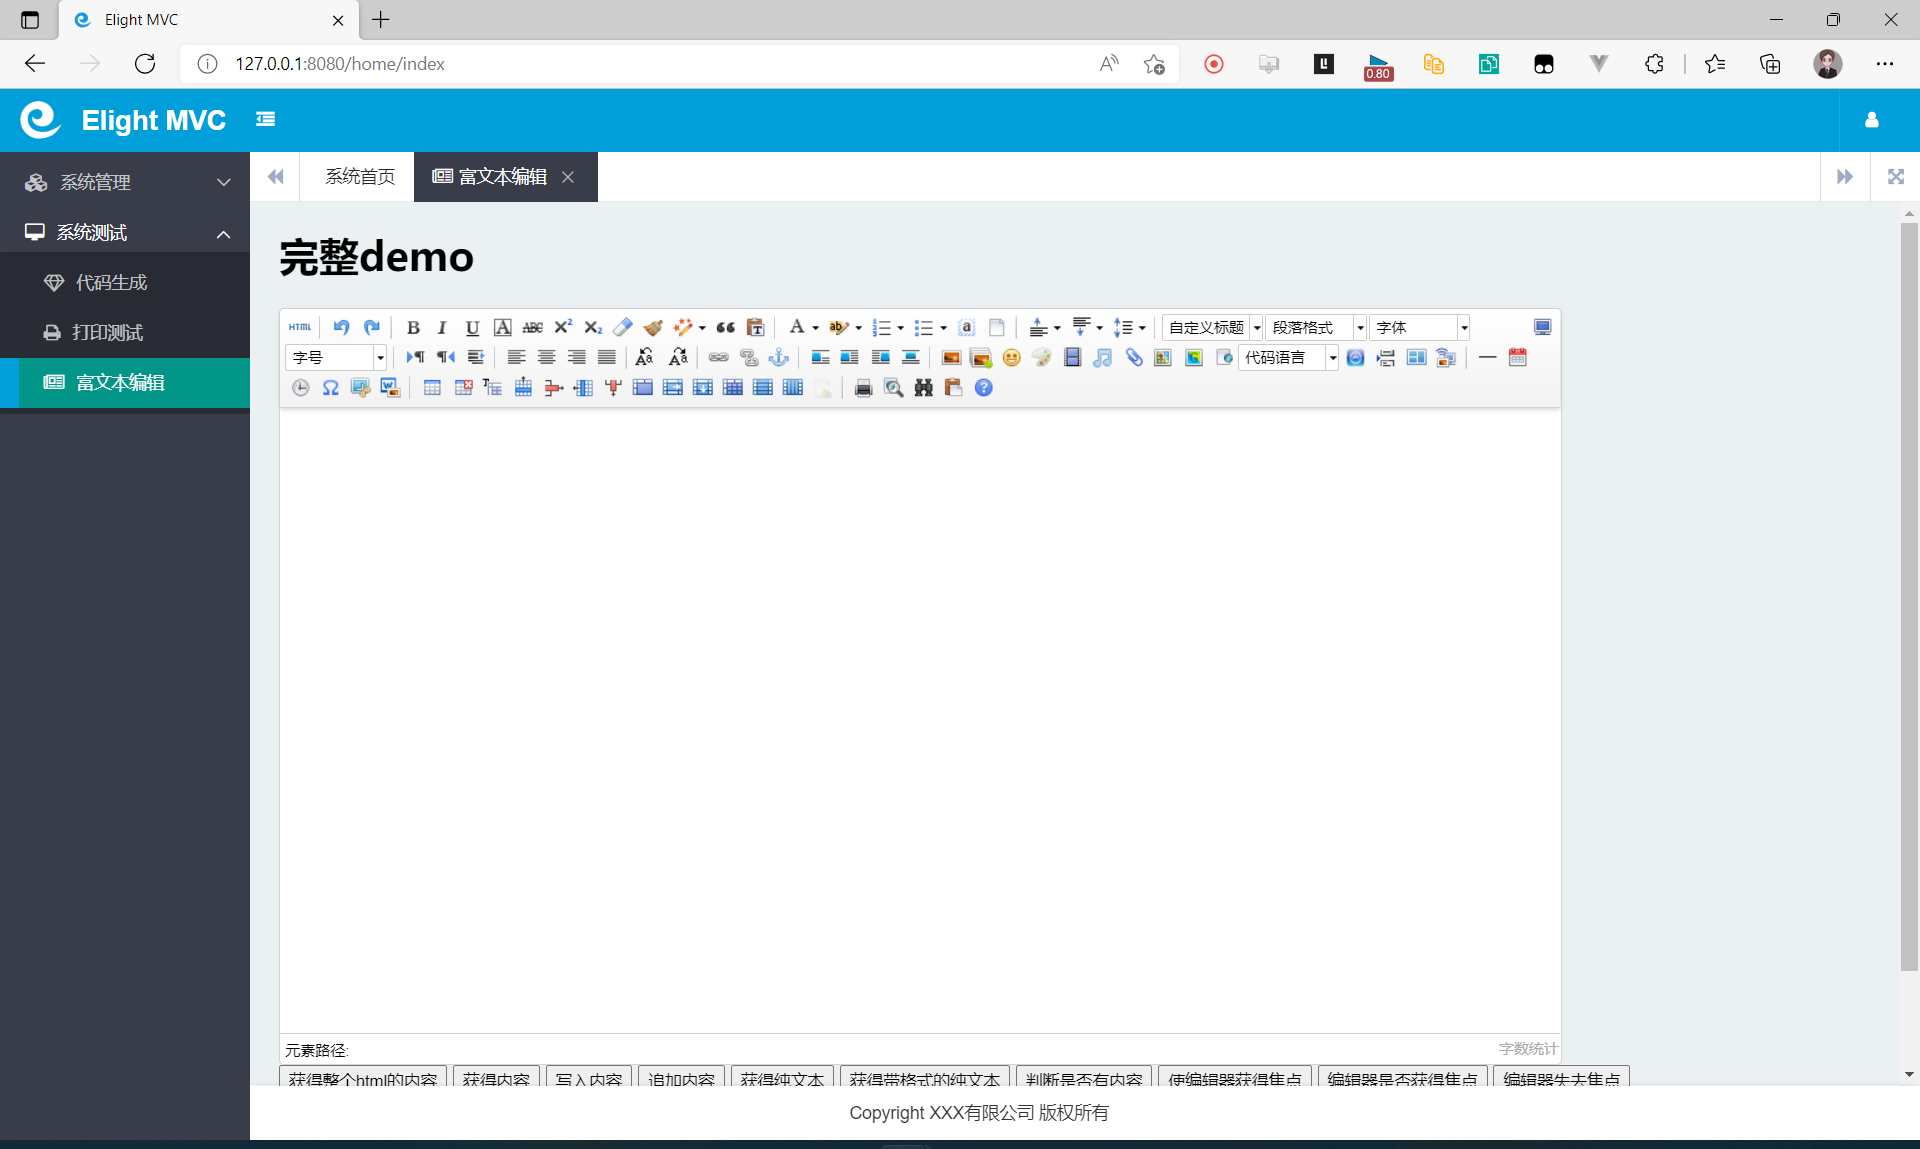 Elight MVC
127.0.0.1:8080/home/index
0.80
Elight MVC
系统管理
系统测试
代码生成
打印测试
富文本编辑
系统首页
富文本编辑
完整demo
HTML
B I U A ABC X² X₂
自定义标题
段落格式
字体
字号
代码语言
元素路径:
字数统计
获得整个html的内容 获得内容 写入内容 追加内容 获得纯文本 获得带格式的纯文本 判断是否有内容 使编辑器获得焦点 编辑器是否获得焦点 编辑器失去焦点
Copyright XXX有限公司 版权所有